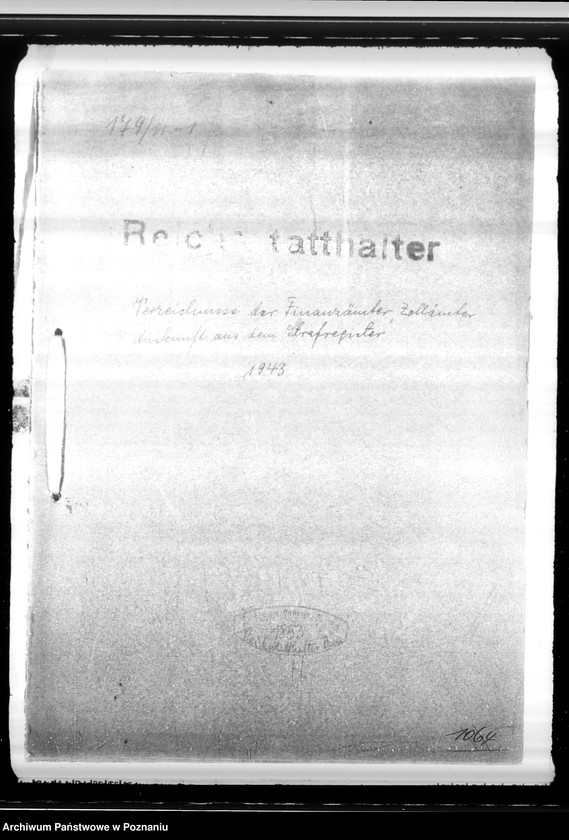 179/11-1
Reichsstatthalter
Verzeichnisse der Finanzämter, Zollämter
Auskunft aus dem Strafregister
1943
1064
Archiwum Państwowe w Poznaniu